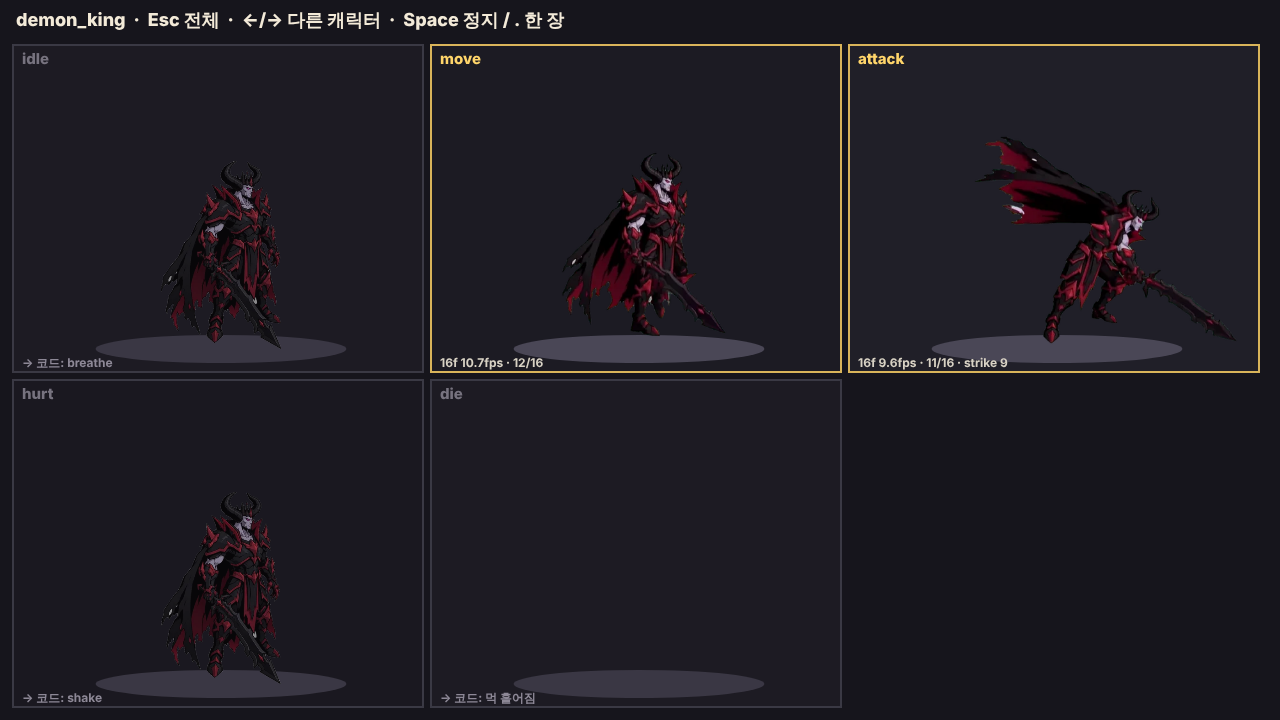 demon_king · Esc 전체 · ←/→ 다른 캐릭터 · Space 정지 / . 한 장
idle
move
attack
→ 코드: breathe
16f 10.7fps · 12/16
16f 9.6fps · 11/16 · strike 9
hurt
die
→ 코드: shake
→ 코드: 먹 흩어짐